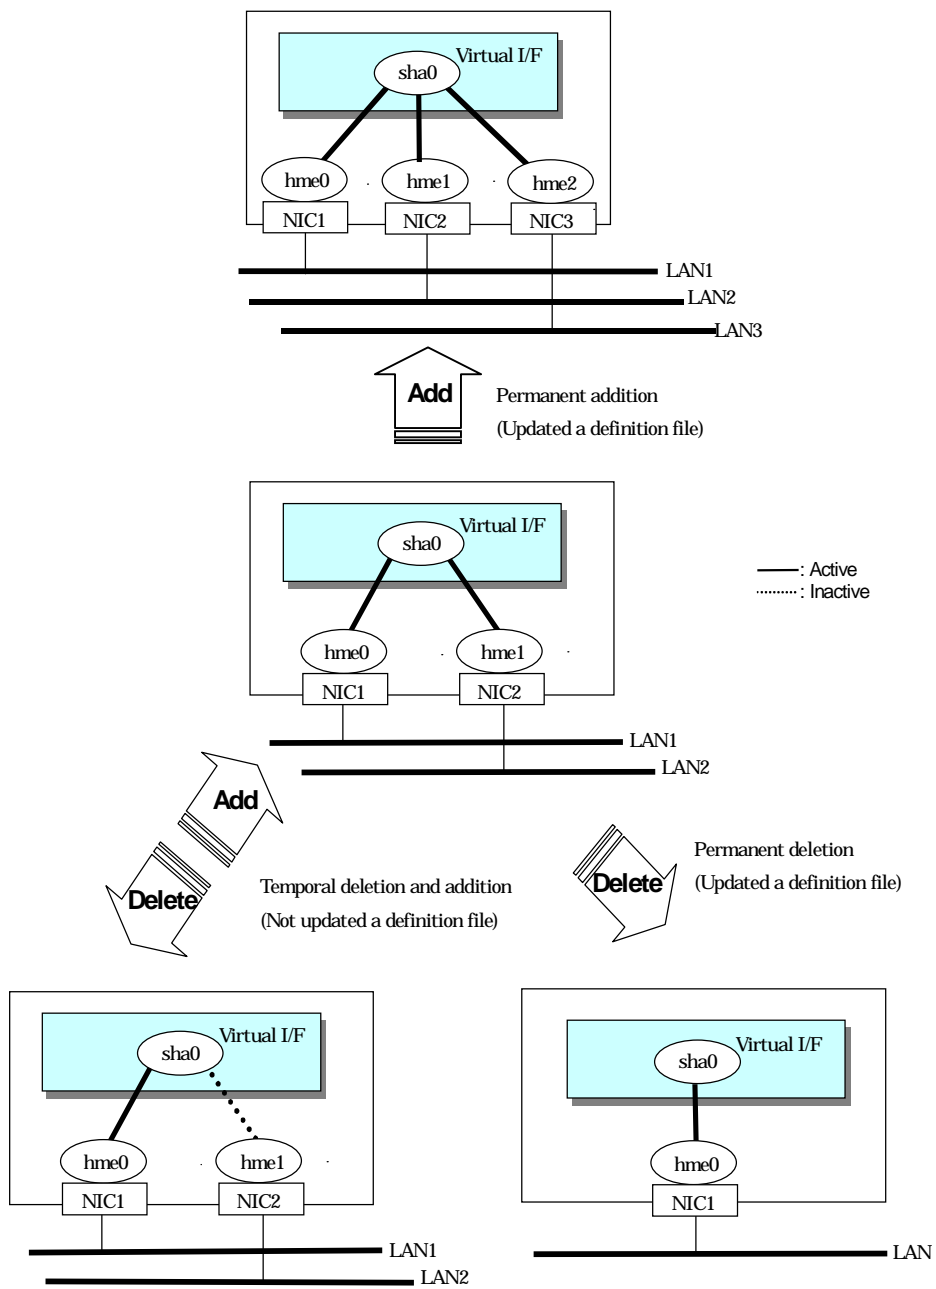 Virtual I/F
sha0
hme0
hme1
hme2
NIC1
NIC2
NIC3
LAN1
LAN2
LAN3
Add
Permanent addition
(Updated a definition file)
Virtual I/F
sha0
: Active
: Inactive
hme0
hme1
NIC1
NIC2
LAN1
LAN2
Add
Delete
Temporal deletion and addition
(Not updated a definition file)
Delete
Permanent deletion
(Updated a definition file)
Virtual I/F
sha0
hme0
hme1
NIC1
NIC2
LAN1
LAN2
Virtual I/F
sha0
hme0
NIC1
LAN